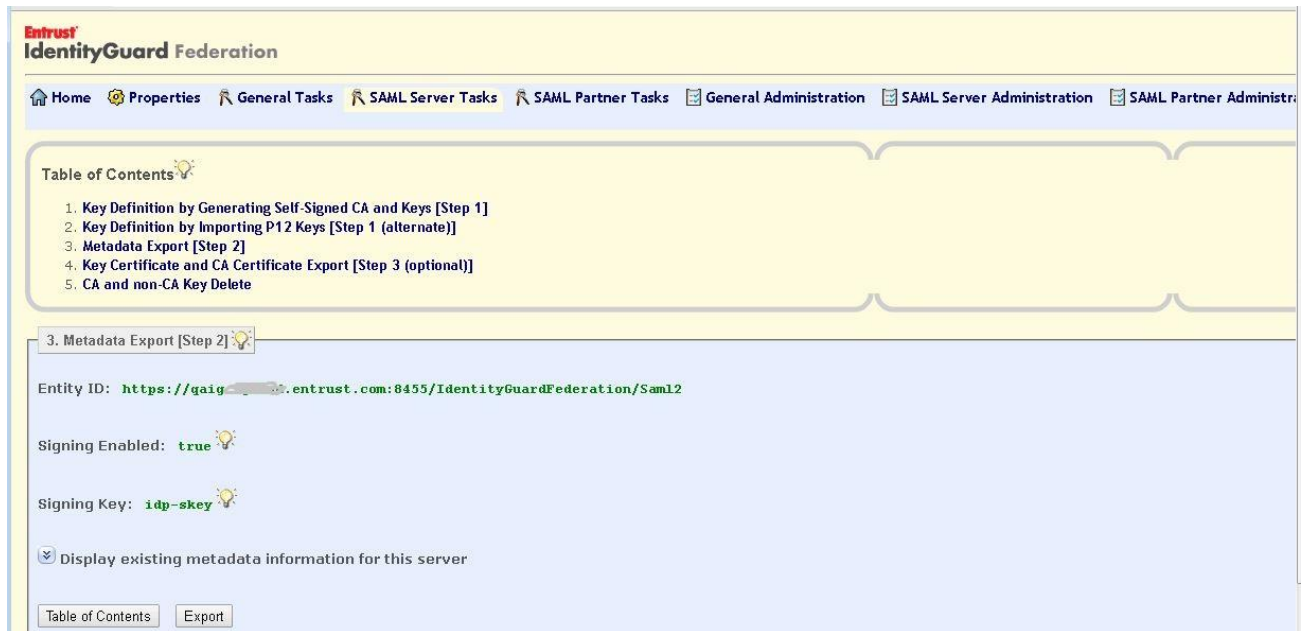 Entrust
IdentityGuard Federation
Home Properties General Tasks SAML Server Tasks SAML Partner Tasks General Administration SAML Server Administration SAML Partner Administra
Table of Contents
1. Key Definition by Generating Self-Signed CA and Keys [Step 1]
2. Key Definition by Importing P12 Keys [Step 1 (alternate)]
3. Metadata Export [Step 2]
4. Key Certificate and CA Certificate Export [Step 3 (optional)]
5. CA and non-CA Key Delete
3. Metadata Export [Step 2]
Entity ID: https://qaig .entrust.com:8455/IdentityGuardFederation/Saml2
Signing Enabled: true
Signing Key: idp-skey
Display existing metadata information for this server
Table of Contents Export